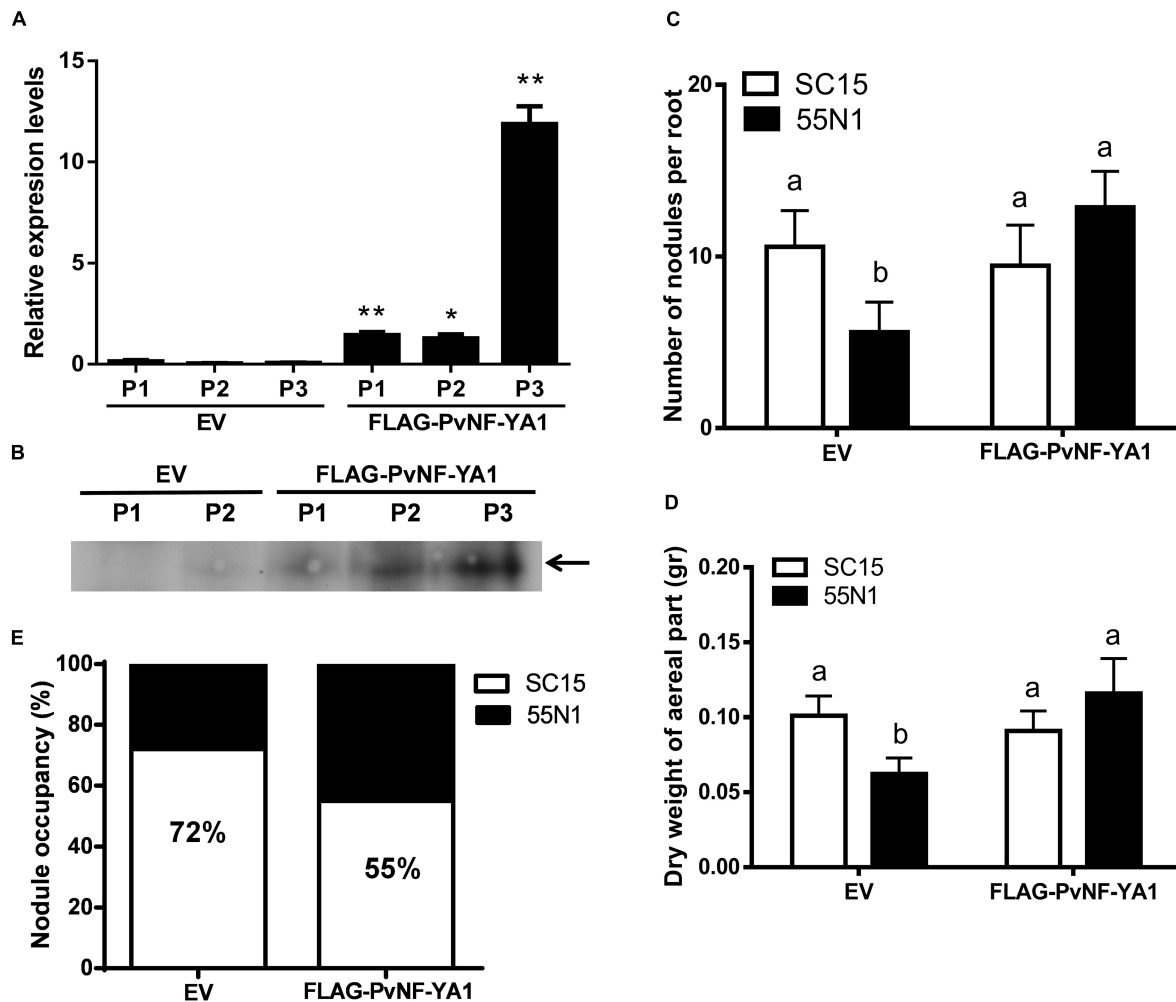 A
Relative expresion levels
15
10
5
0
**
*
**
P1 P2 P3 P1 P2 P3
EV FLAG-PvNF-YA1
B
EV FLAG-PvNF-YA1
P1 P2 P1 P2 P3
E
Nodule occupancy (%)
100
80
60
40
20
0
72%
55%
SC15
55N1
EV FLAG-PvNF-YA1
C
Number of nodules per root
20
10
0
SC15
55N1
a b a a
EV FLAG-PvNF-YA1
D
Dry weight of aereal part (gr)
0.20
0.15
0.10
0.05
0.00
SC15
55N1
a b a a
EV FLAG-PvNF-YA1